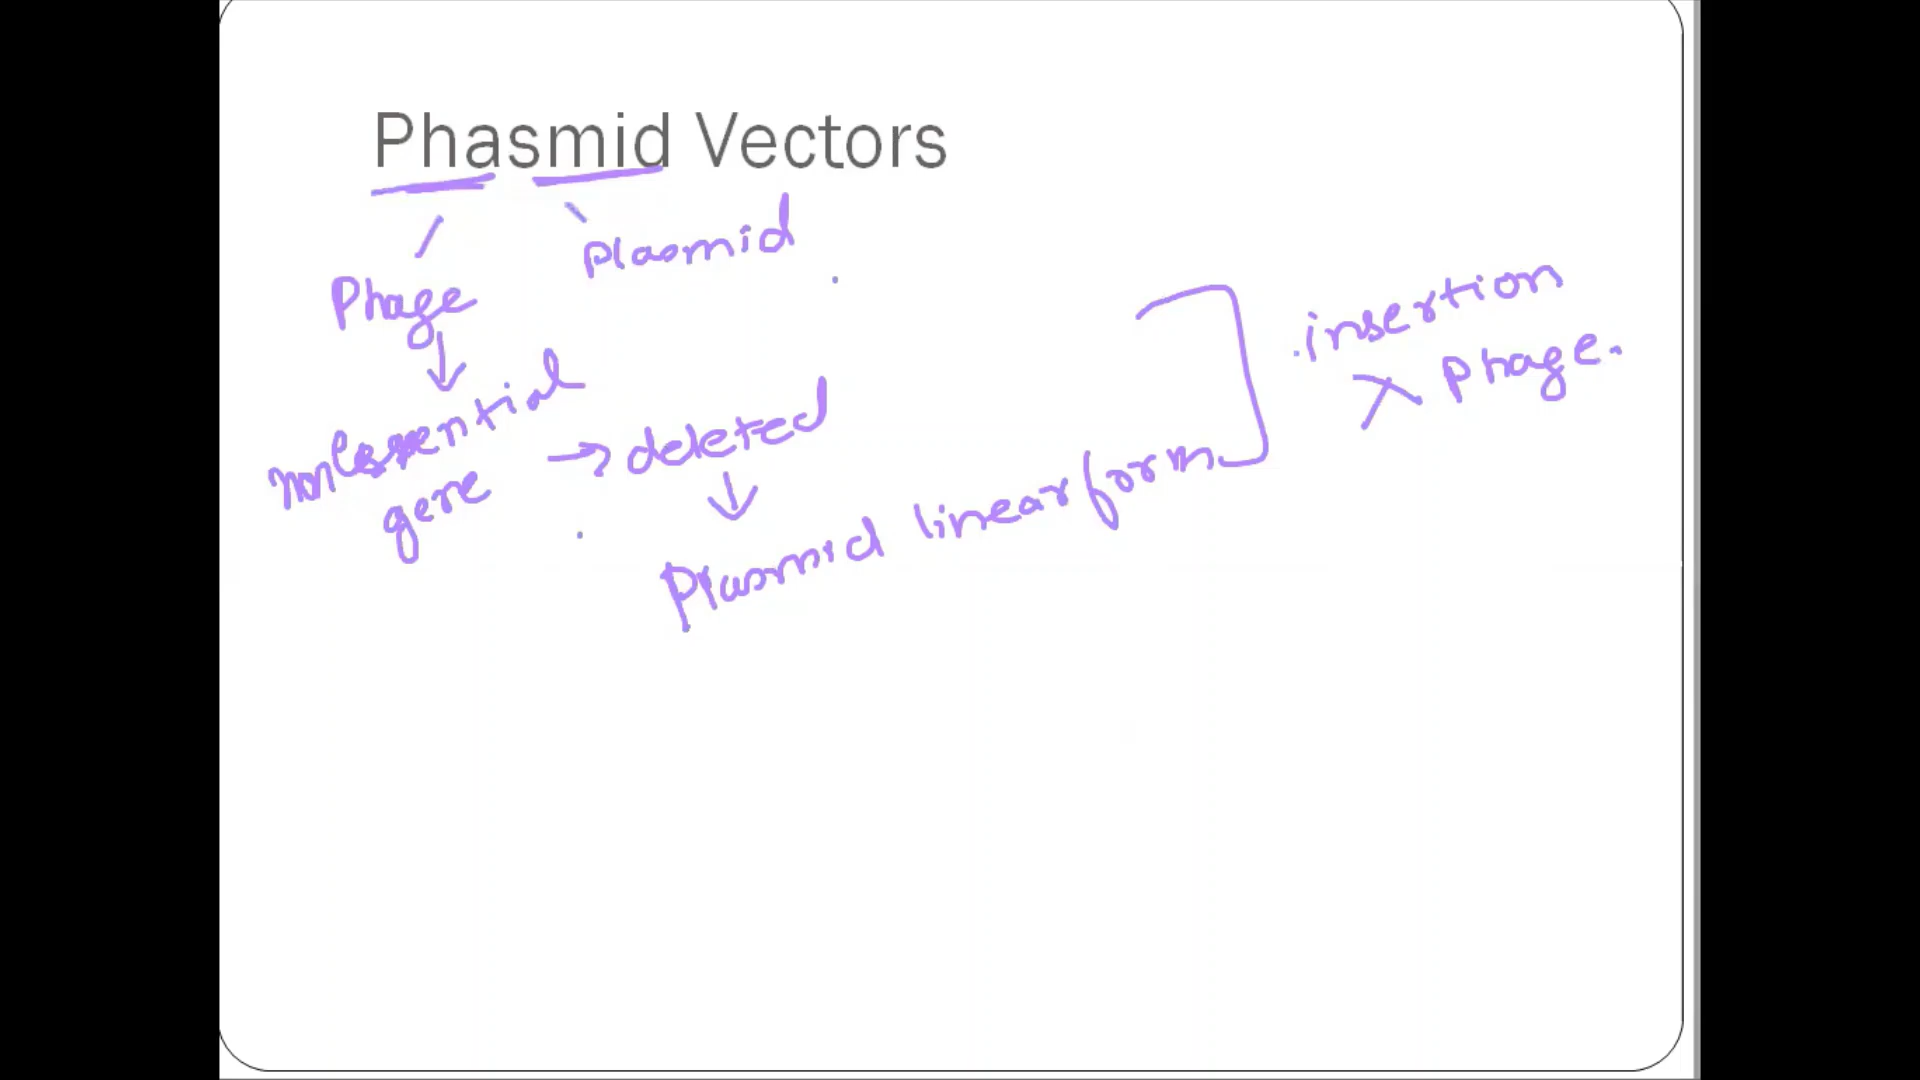 Phasmid Vectors
Plasmid
Phage
nonessential
gene
→ deleted
Plasmid linear form
insertion
λ phage.